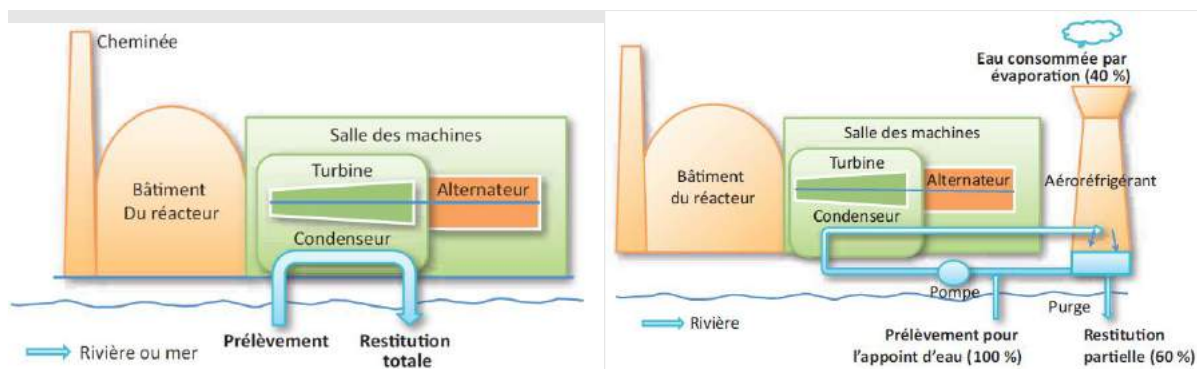 Cheminée
Salle des machines
Turbine
Bâtiment
Du réacteur
Alternateur
Condenseur
Prélèvement
Restitution
totale
Rivière ou mer
Eau consommée par
évaporation (40 %)
Salle des machines
Turbine
Bâtiment
du réacteur
Alternateur
Aéroréfrigérant
Condenseur
Pompe
Purge
Rivière
Prélèvement pour
l'appoint d'eau (100 %)
Restitution
partielle (60 %)